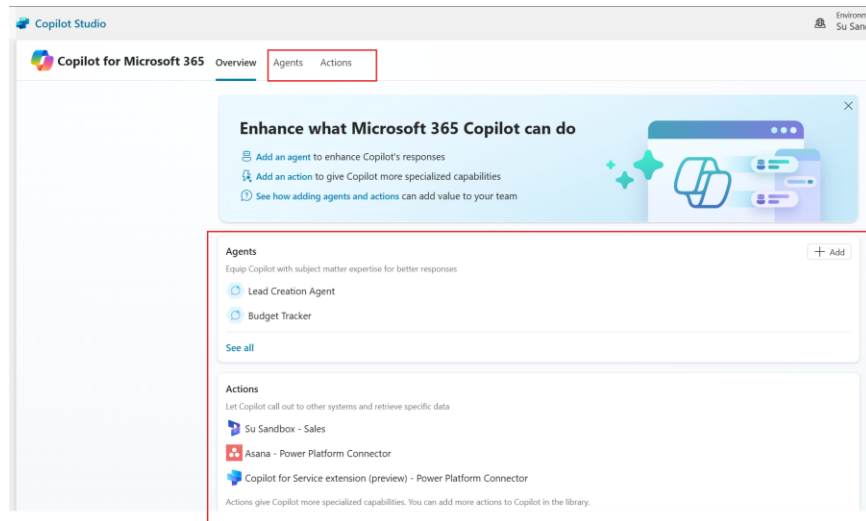 Copilot Studio
Environm
Su San
Copilot for Microsoft 365 Overview Agents Actions
Enhance what Microsoft 365 Copilot can do
Add an agent to enhance Copilot's responses
Add an action to give Copilot more specialized capabilities
See how adding agents and actions can add value to your team
Agents
+ Add
Equip Copilot with subject matter expertise for better responses
Lead Creation Agent
Budget Tracker
See all
Actions
Let Copilot call out to other systems and retrieve specific data
Su Sandbox - Sales
Asana - Power Platform Connector
Copilot for Service extension (preview) - Power Platform Connector
Actions give Copilot more specialized capabilities. You can add more actions to Copilot in the library.